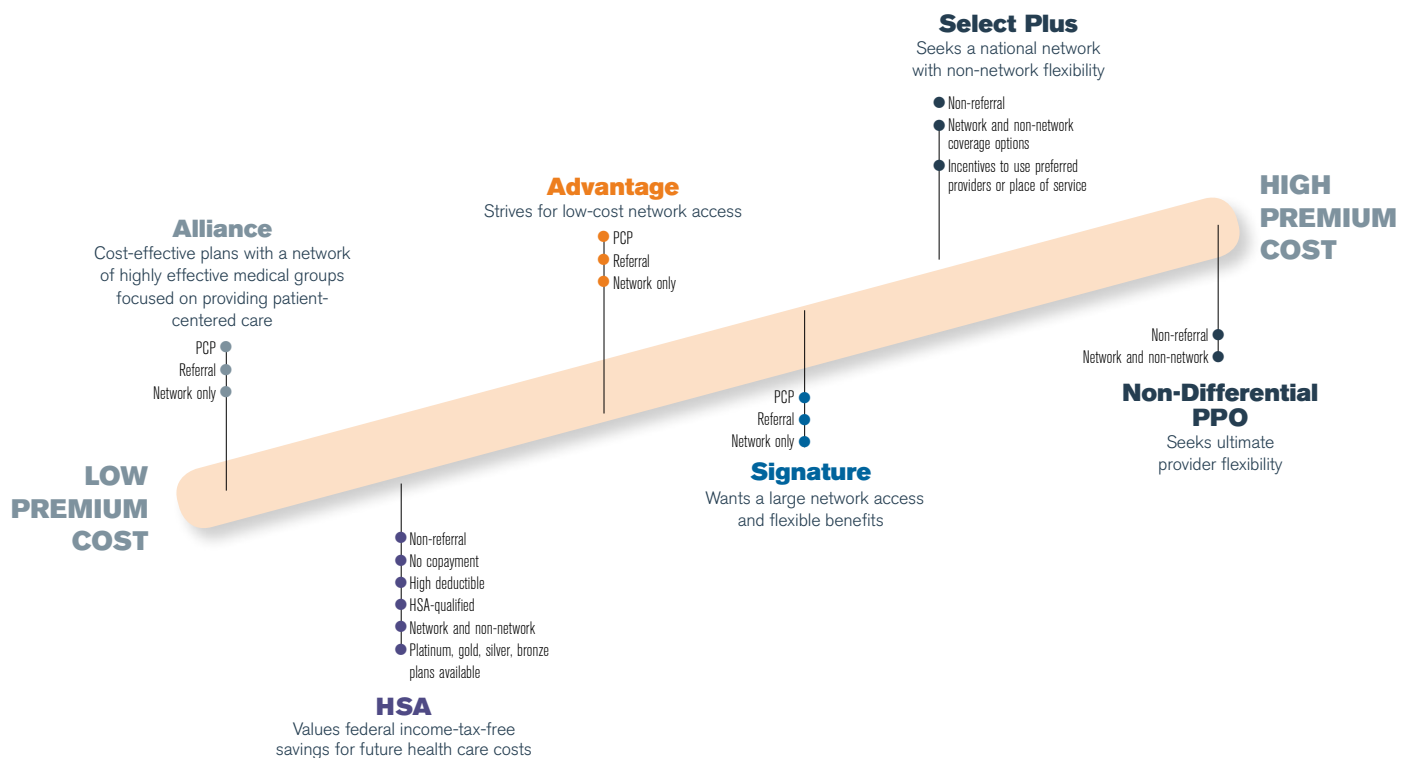 Select Plus
Seeks a national network
with non-network flexibility
Non-referral
Network and non-network
coverage options
Incentives to use preferred
providers or place of service
HIGH
PREMIUM
COST
Advantage
Strives for low-cost network access
PCP
Referral
Network only
Alliance
Cost-effective plans with a network
of highly effective medical groups
focused on providing patient-
centered care
PCP
Referral
Network only
Non-referral
Network and non-network
Non-Differential
PPO
Seeks ultimate
provider flexibility
PCP
Referral
Network only
Signature
Wants a large network access
and flexible benefits
LOW
PREMIUM
COST
Non-referral
No copayment
High deductible
HSA-qualified
Network and non-network
Platinum, gold, silver, bronze
plans available
HSA
Values federal income-tax-free
savings for future health care costs